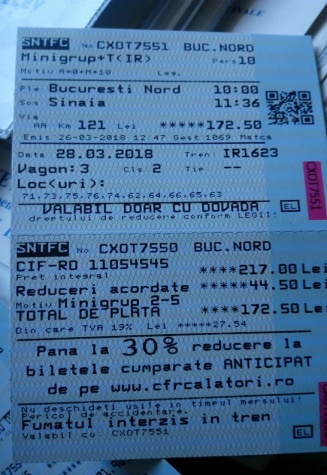 SNTFC No CXOT7551 BUC.NORD
Minigrup+T(IR) Pers 10
Motiv A=0+M=10 Leg.
Ple Bucuresti Nord 10:00
Sos Sinaia 11:36
Via
AA Km 121 Lei *****172.50
Emis 26-03-2018 12:47 Gest 1069 Matca
Data 28.03.2018 Tren IR1623
Vagon: 3 Cls 2 Tip --
Loc(uri):
71,73,75,76,74,62,64,66,65,63
VALABIL DOAR CU DOVADA
dreptului de reducere conform LEGII! EL
CXOT7551
SNTFC No CXOT7550 BUC.NORD
CIF-RO 11054545
Pret integral ****217.00 Lei
Reduceri acordate *****44.50 Lei
Motiv Minigrup 2-5
TOTAL DE PLATA ****172.50 Lei
Din care TVA 19% Lei *****27.54
Pana la 30% reducere la
biletele cumparate ANTICIPAT
de pe www.cfrcalatori.ro
Nu deschideti usile in timpul mersului!
Pericol de accidentare.
Fumatul interzis in tren
Valabil cu CXOT7551 EL